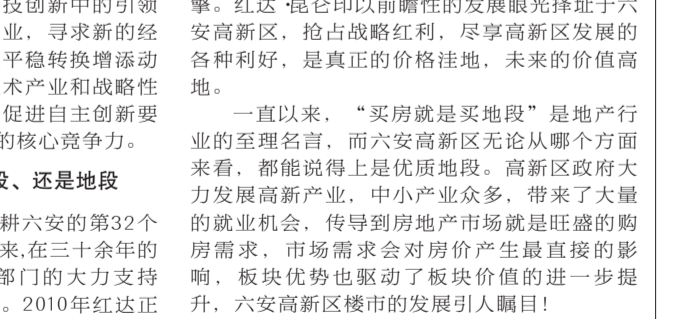 技创新中的引领
业，寻求新的经
平稳转换增添动
术产业和战略性
促进自主创新要
的核心竞争力。
段、还是地段
耕六安的第32个
来,在三十余年的
部门的大力支持
。2010年红达正
擎。红达·昆仑印以前瞻性的发展眼光择址于六
安高新区，抢占战略红利，尽享高新区发展的
各种利好，是真正的价格洼地，未来的价值高
地。
一直以来，“买房就是买地段”是地产行
业的至理名言，而六安高新区无论从哪个方面
来看，都能说得上是优质地段。高新区政府大
力发展高新产业，中小产业众多，带来了大量
的就业机会，传导到房地产市场就是旺盛的购
房需求，市场需求会对房价产生最直接的影
响，板块优势也驱动了板块价值的进一步提
升，六安高新区楼市的发展引人瞩目！